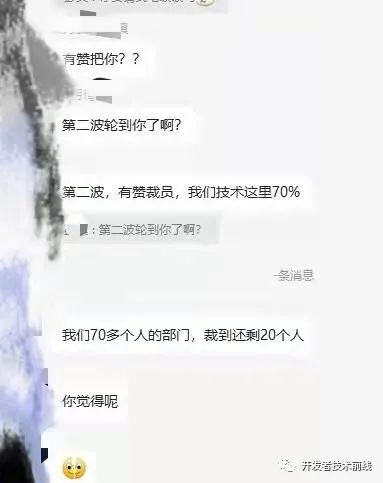 有赞把你？？
第二波轮到你了啊？
第二波，有赞裁员，我们技术这里70%
：第二波轮到你了啊？
一条消息
我们70多个人的部门，裁到还剩20个人
你觉得呢
开发者技术前线